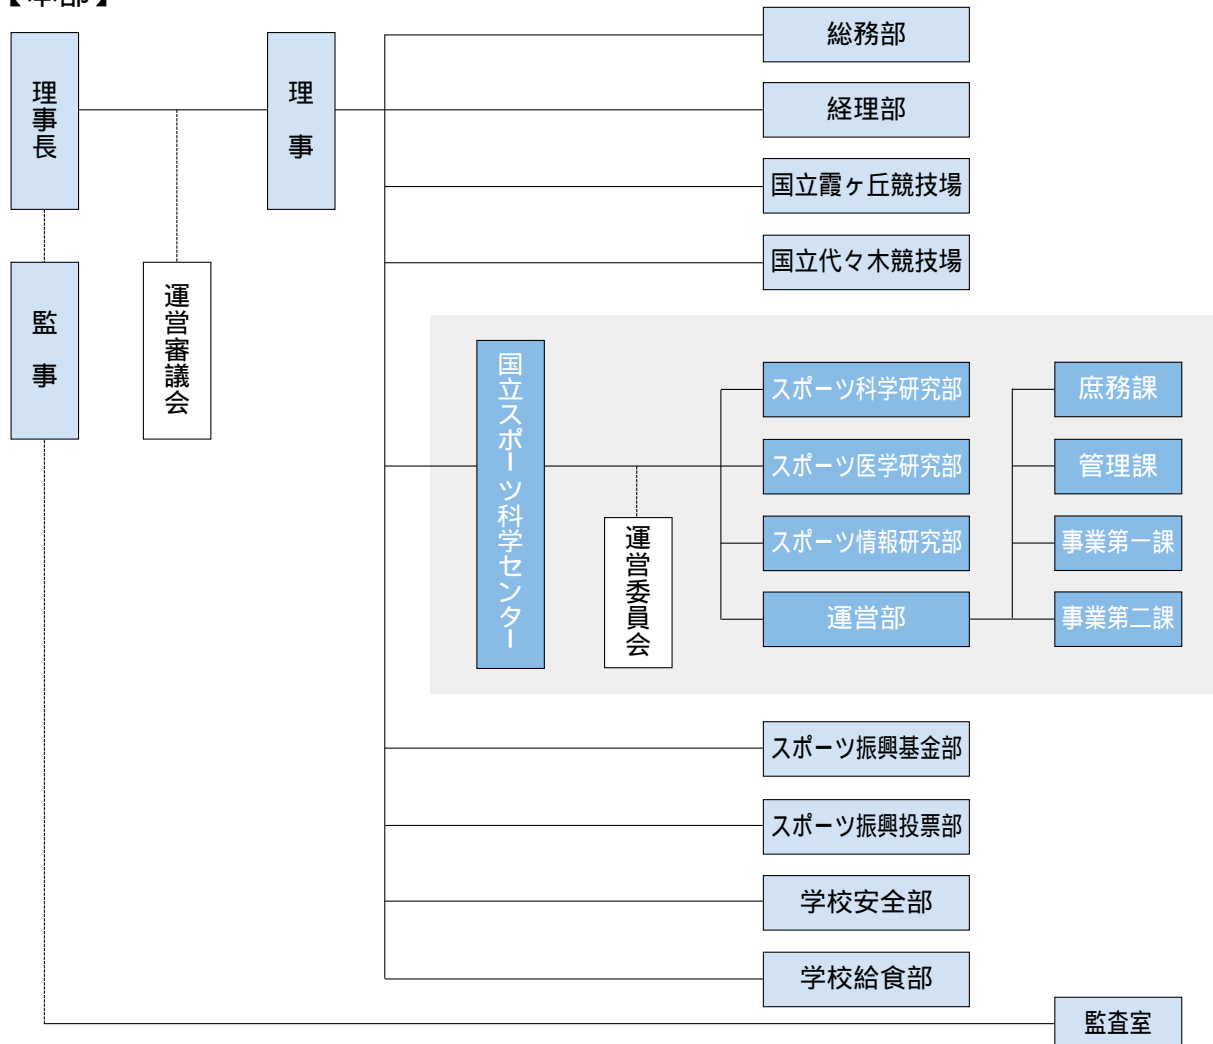 【本部】
理事長
理事
監事
運営審議会
総務部
経理部
国立霞ヶ丘競技場
国立代々木競技場
国立スポーツ科学センター
運営委員会
スポーツ科学研究部
スポーツ医学研究部
スポーツ情報研究部
運営部
庶務課
管理課
事業第一課
事業第二課
スポーツ振興基金部
スポーツ振興投票部
学校安全部
学校給食部
監査室